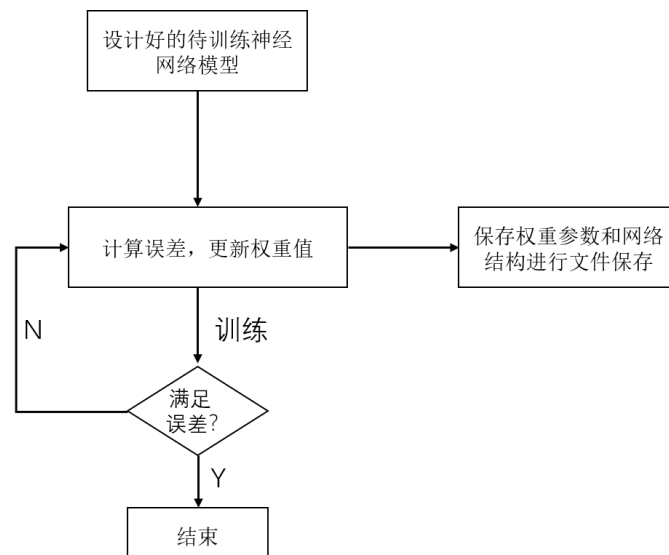 设计好的待训练神经
网络模型
计算误差，更新权重值
保存权重参数和网络
结构进行文件保存
N
训练
满足
误差？
Y
结束